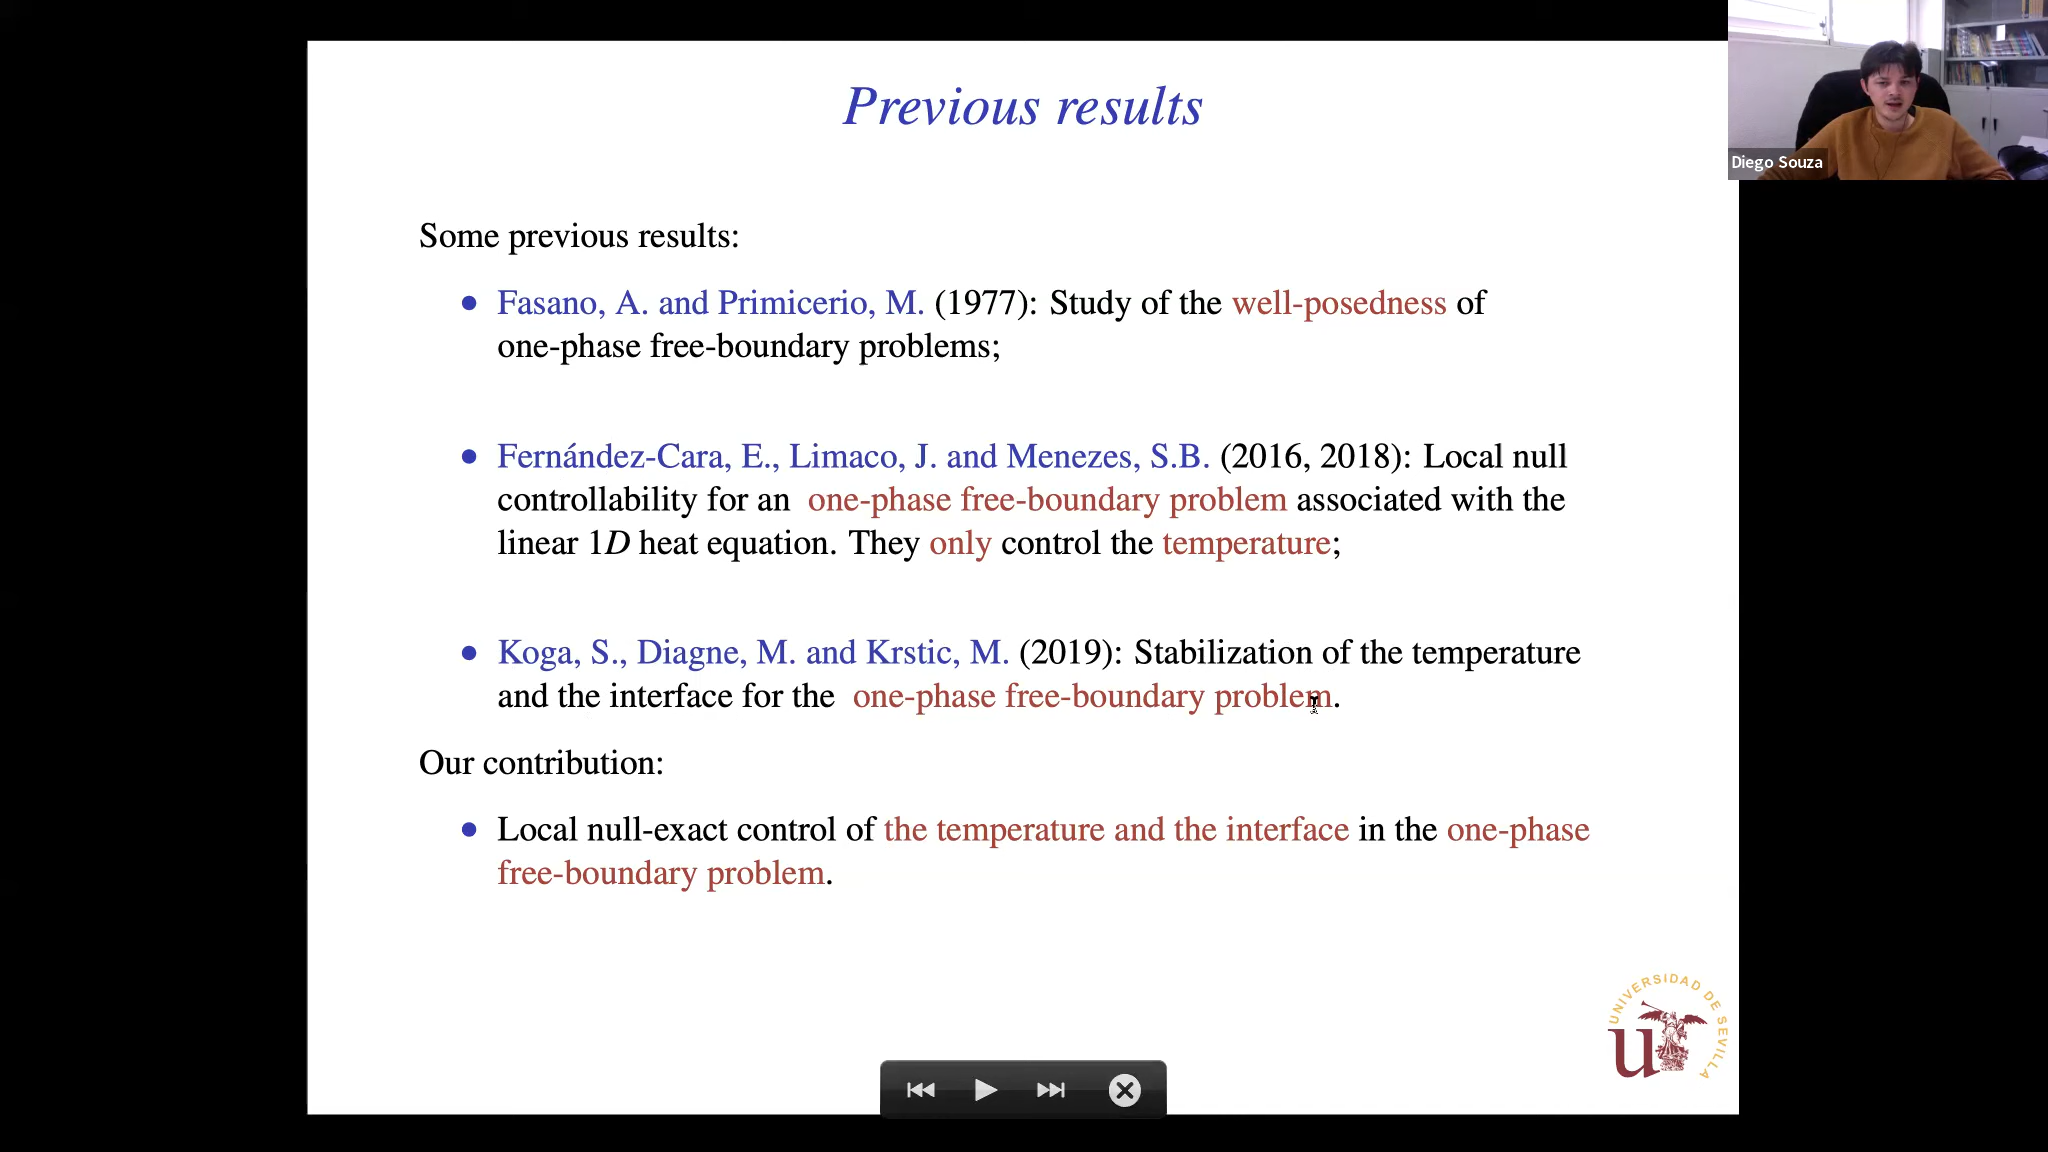 Previous results
Diego Souza
Some previous results:
• Fasano, A. and Primicerio, M. (1977): Study of the well-posedness of
one-phase free-boundary problems;
• Fernández-Cara, E., Limaco, J. and Menezes, S.B. (2016, 2018): Local null
controllability for an one-phase free-boundary problem associated with the
linear 1D heat equation. They only control the temperature;
• Koga, S., Diagne, M. and Krstic, M. (2019): Stabilization of the temperature
and the interface for the one-phase free-boundary problem.
Our contribution:
• Local null-exact control of the temperature and the interface in the one-phase
free-boundary problem.
UNIVERSIDAD DE SEVILLA
u